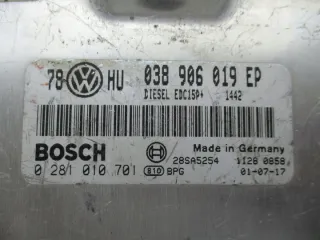 78 HU 038 906 019 EP
DIESEL EDC15P+ 1442
BOSCH Made in Germany
28SA5254 1128 0858
0 281 010 701 810 BPG 01-07-17